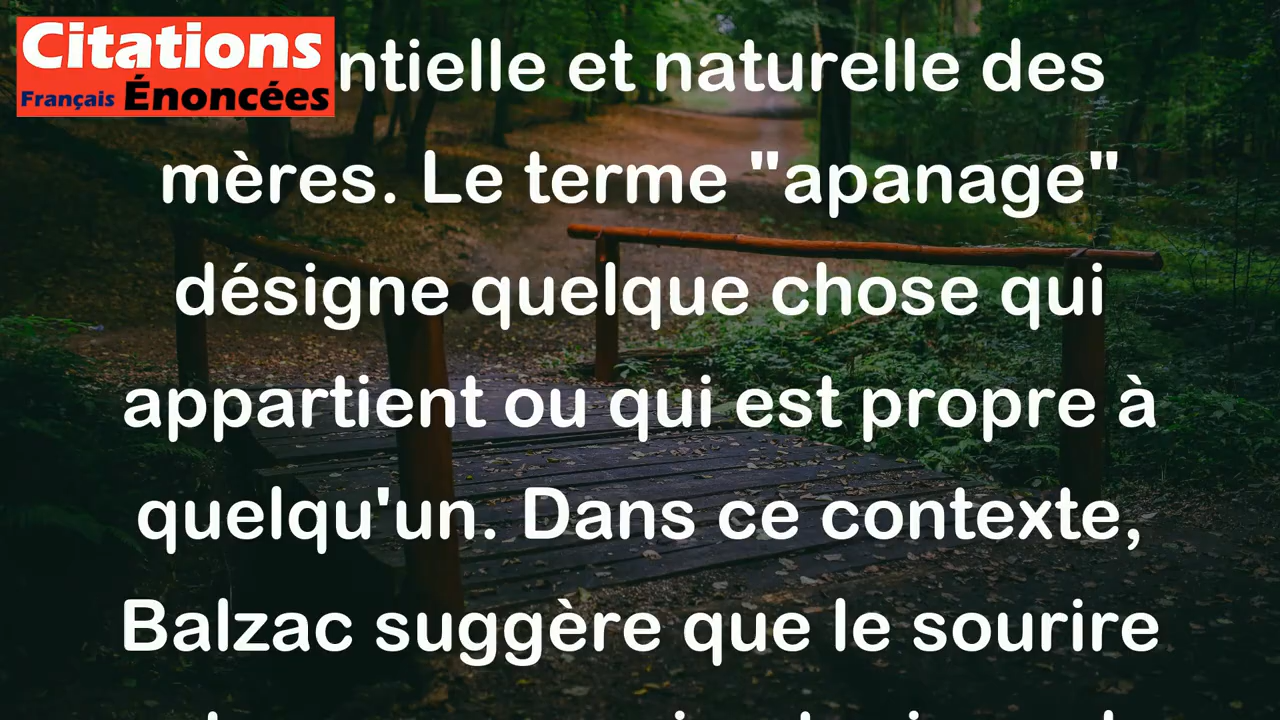 Citations
Français Énoncées
ntielle et naturelle des
mères. Le terme "apanage"
désigne quelque chose qui
appartient ou qui est propre à
quelqu'un. Dans ce contexte,
Balzac suggère que le sourire